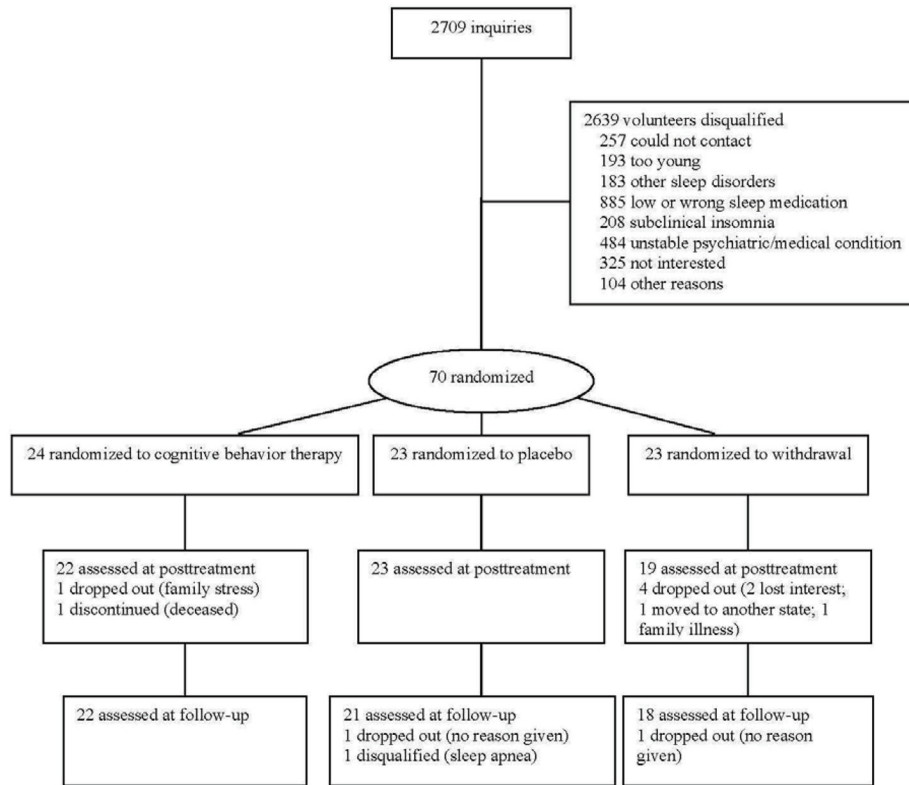 2709 inquiries
2639 volunteers disqualified
257 could not contact
193 too young
183 other sleep disorders
885 low or wrong sleep medication
208 subclinical insomnia
484 unstable psychiatric/medical condition
325 not interested
104 other reasons
70 randomized
24 randomized to cognitive behavior therapy
23 randomized to placebo
23 randomized to withdrawal
22 assessed at posttreatment
1 dropped out (family stress)
1 discontinued (deceased)
23 assessed at posttreatment
19 assessed at posttreatment
4 dropped out (2 lost interest;
1 moved to another state; 1
family illness)
22 assessed at follow-up
21 assessed at follow-up
1 dropped out (no reason given)
1 disqualified (sleep apnea)
18 assessed at follow-up
1 dropped out (no reason
given)